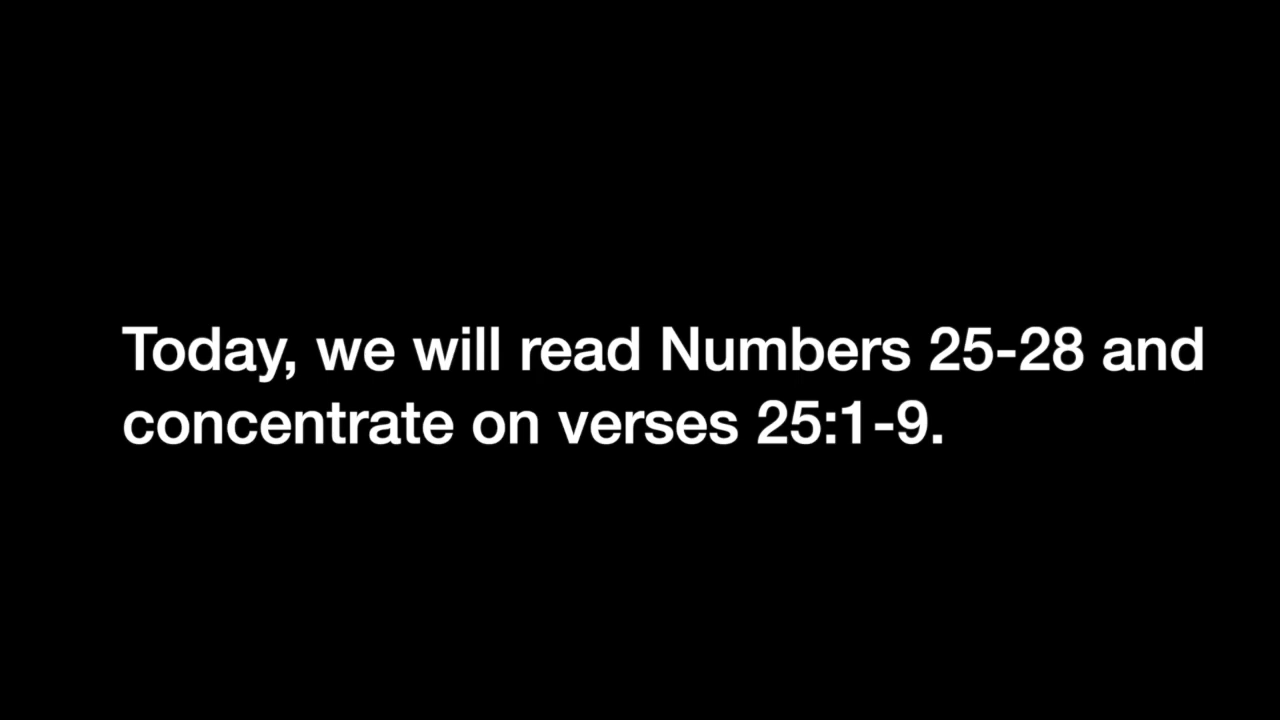 Today, we will read Numbers 25-28 and
concentrate on verses 25:1-9.